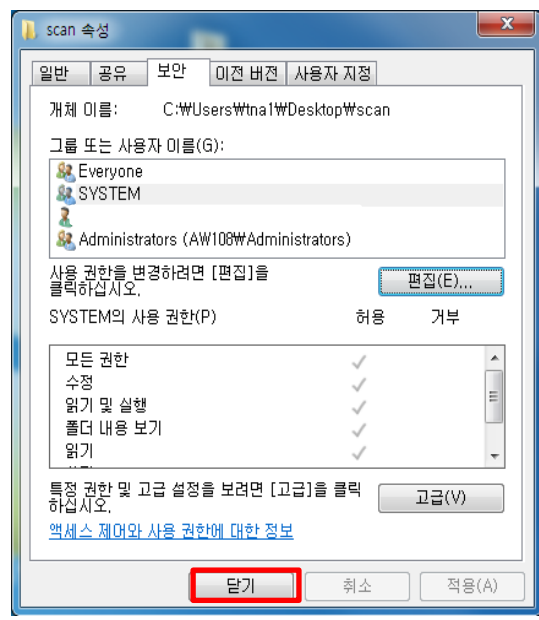 scan 속성
일반 공유 보안 이전 버전 사용자 지정
개체 이름: C:₩Users₩tna1₩Desktop₩scan
그룹 또는 사용자 이름(G):
Everyone
SYSTEM
Administrators (AW108₩Administrators)
사용 권한을 변경하려면 [편집]을
클릭하십시오.
편집(E)...
SYSTEM의 사용 권한(P) 허용 거부
모든 권한
수정
읽기 및 실행
폴더 내용 보기
읽기
특정 권한 및 고급 설정을 보려면 [고급]을 클릭
하십시오.
고급(V)
액세스 제어와 사용 권한에 대한 정보
닫기 취소 적용(A)